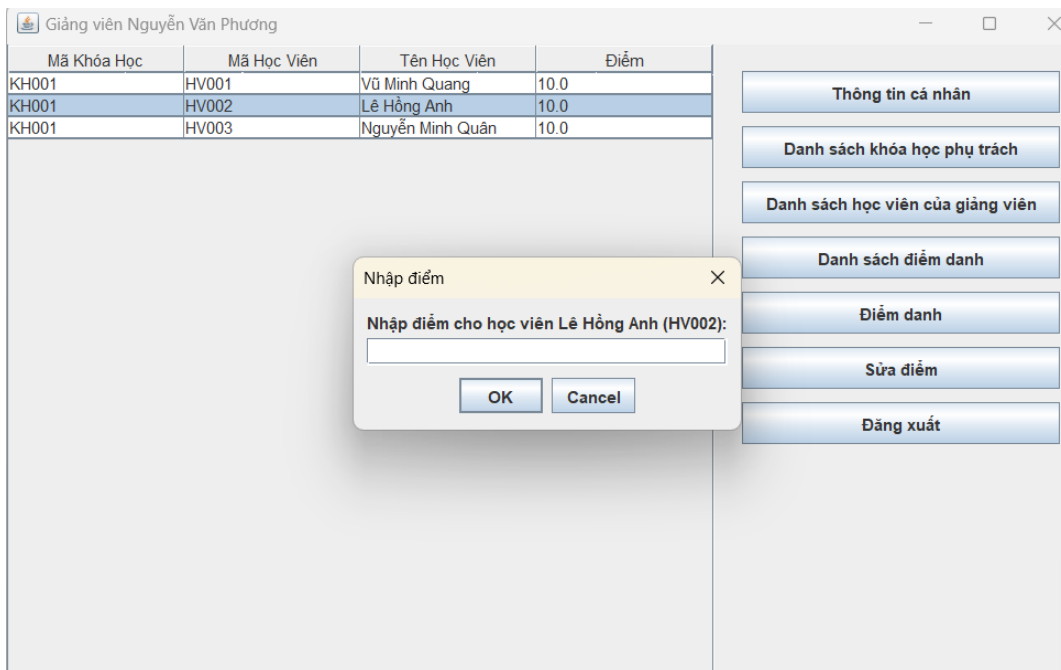 Giảng viên Nguyễn Văn Phương
Mã Khóa Học Mã Học Viên Tên Học Viên Điểm
KH001 HV001 Vũ Minh Quang 10.0
KH001 HV002 Lê Hồng Anh 10.0
KH001 HV003 Nguyễn Minh Quân 10.0
Thông tin cá nhân
Danh sách khóa học phụ trách
Danh sách học viên của giảng viên
Danh sách điểm danh
Điểm danh
Sửa điểm
Đăng xuất
Nhập điểm
Nhập điểm cho học viên Lê Hồng Anh (HV002):
OK Cancel